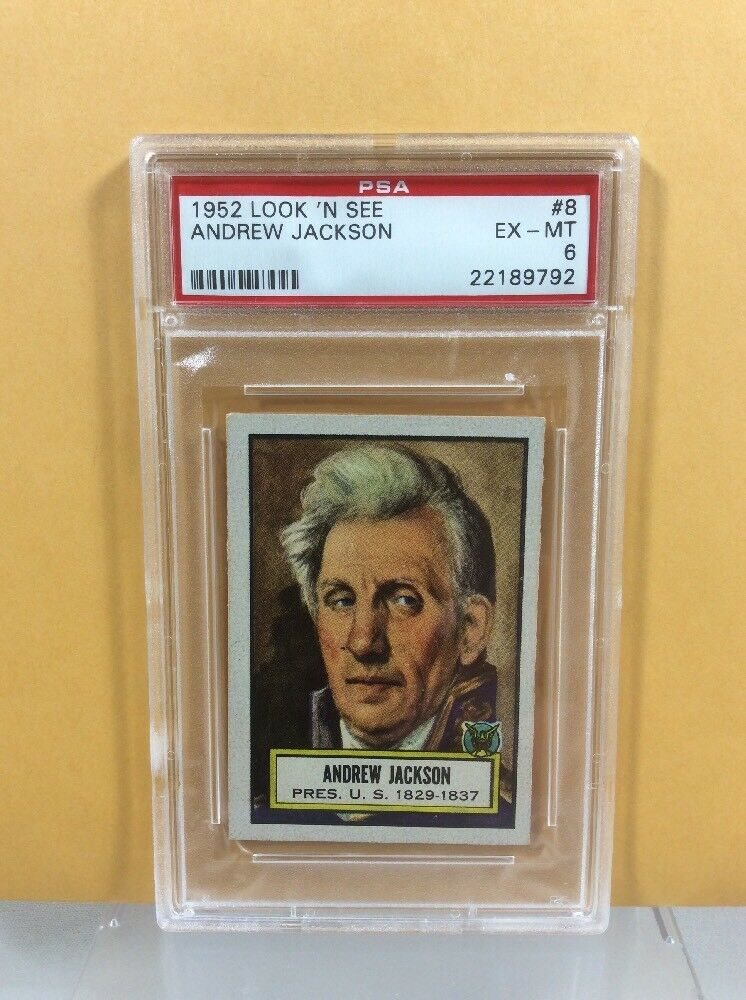 PSA
1952 LOOK 'N SEE #8
ANDREW JACKSON EX - MT
6
22189792
ANDREW JACKSON
PRES. U. S. 1829-1837